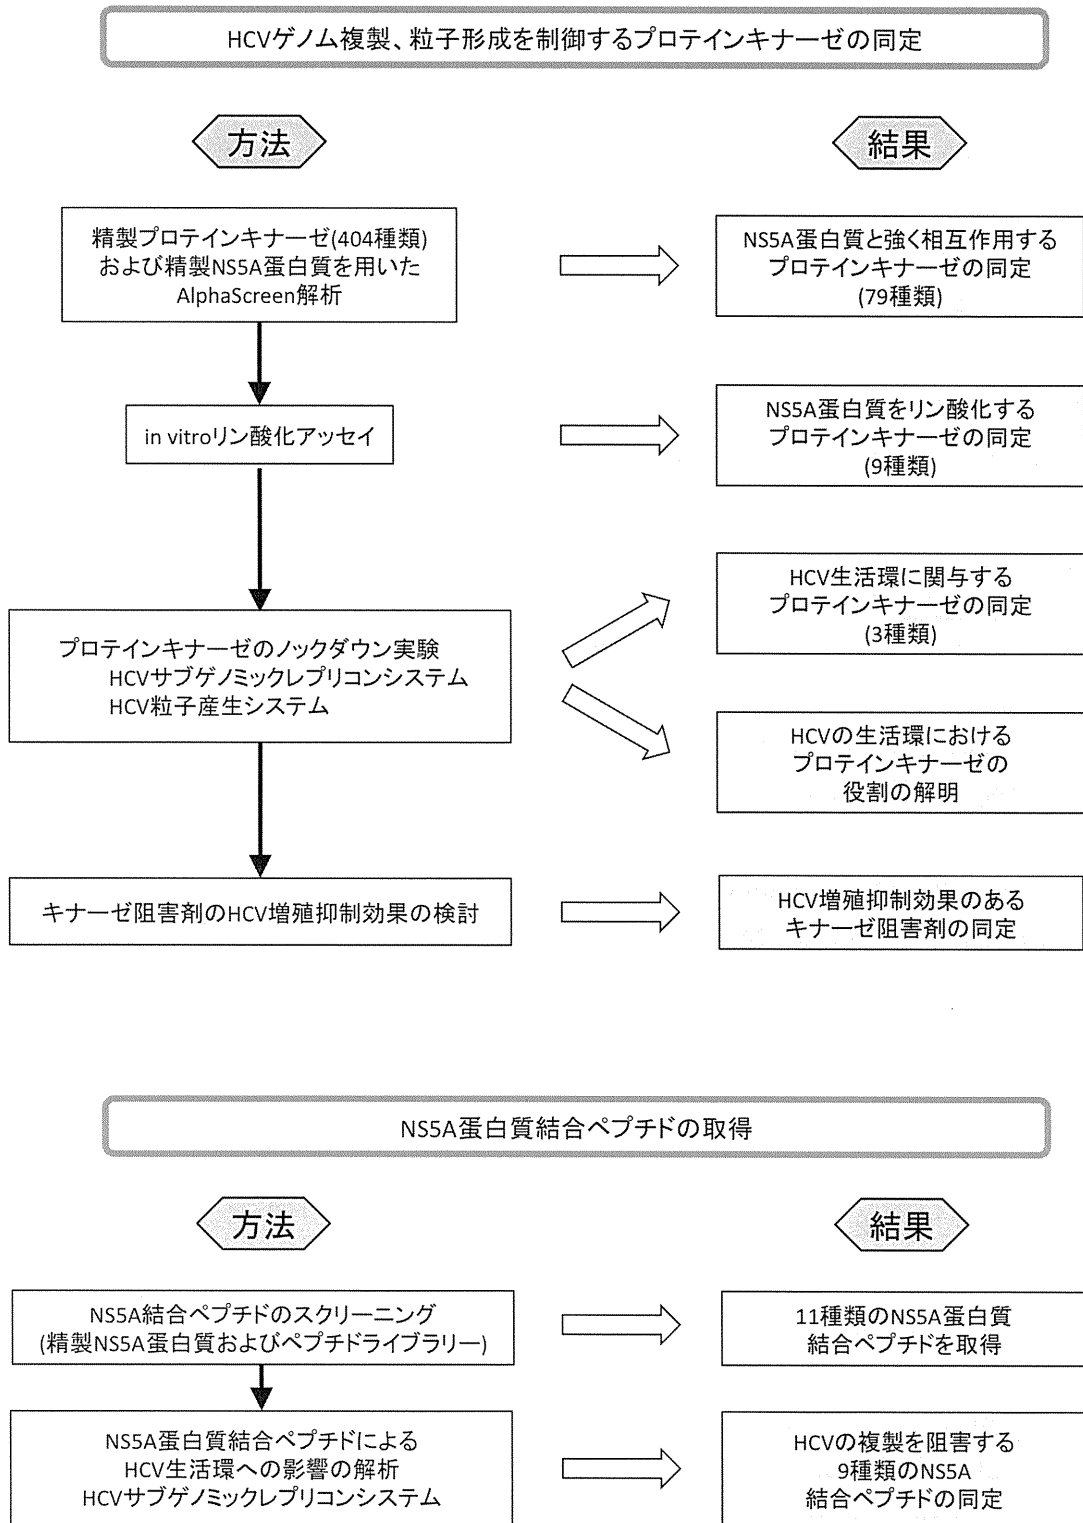 HCVゲノム複製、粒子形成を制御するプロテインキナーゼの同定
方法
結果
精製プロテインキナーゼ(404種類)
および精製NS5A蛋白質を用いた
AlphaScreen解析
NS5A蛋白質と強く相互作用する
プロテインキナーゼの同定
(79種類)
in vitroリン酸化アッセイ
NS5A蛋白質をリン酸化する
プロテインキナーゼの同定
(9種類)
プロテインキナーゼのノックダウン実験
HCVサブゲノミックレプリコンシステム
HCV粒子産生システム
HCV生活環に関与する
プロテインキナーゼの同定
(3種類)
HCVの生活環における
プロテインキナーゼの
役割の解明
キナーゼ阻害剤のHCV増殖抑制効果の検討
HCV増殖抑制効果のある
キナーゼ阻害剤の同定
NS5A蛋白質結合ペプチドの取得
方法
結果
NS5A結合ペプチドのスクリーニング
(精製NS5A蛋白質およびペプチドライブラリー)
11種類のNS5A蛋白質
結合ペプチドを取得
NS5A蛋白質結合ペプチドによる
HCV生活環への影響の解析
HCVサブゲノミックレプリコンシステム
HCVの複製を阻害する
9種類のNS5A
結合ペプチドの同定